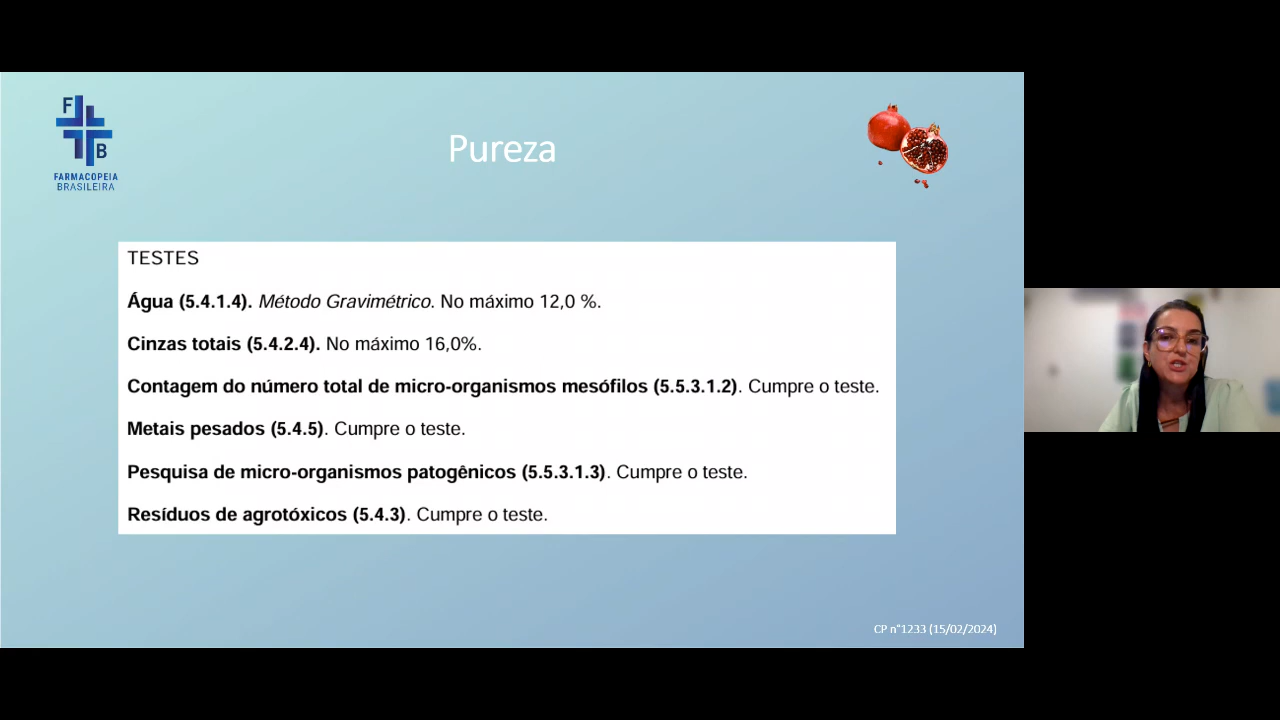 F
B
FARMACOPEIA
BRASILEIRA
Pureza
TESTES
Água (5.4.1.4). Método Gravimétrico. No máximo 12,0 %.
Cinzas totais (5.4.2.4). No máximo 16,0%.
Contagem do número total de micro-organismos mesófilos (5.5.3.1.2). Cumpre o teste.
Metais pesados (5.4.5). Cumpre o teste.
Pesquisa de micro-organismos patogênicos (5.5.3.1.3). Cumpre o teste.
Resíduos de agrotóxicos (5.4.3). Cumpre o teste.
CP n°1233 (15/02/2024)